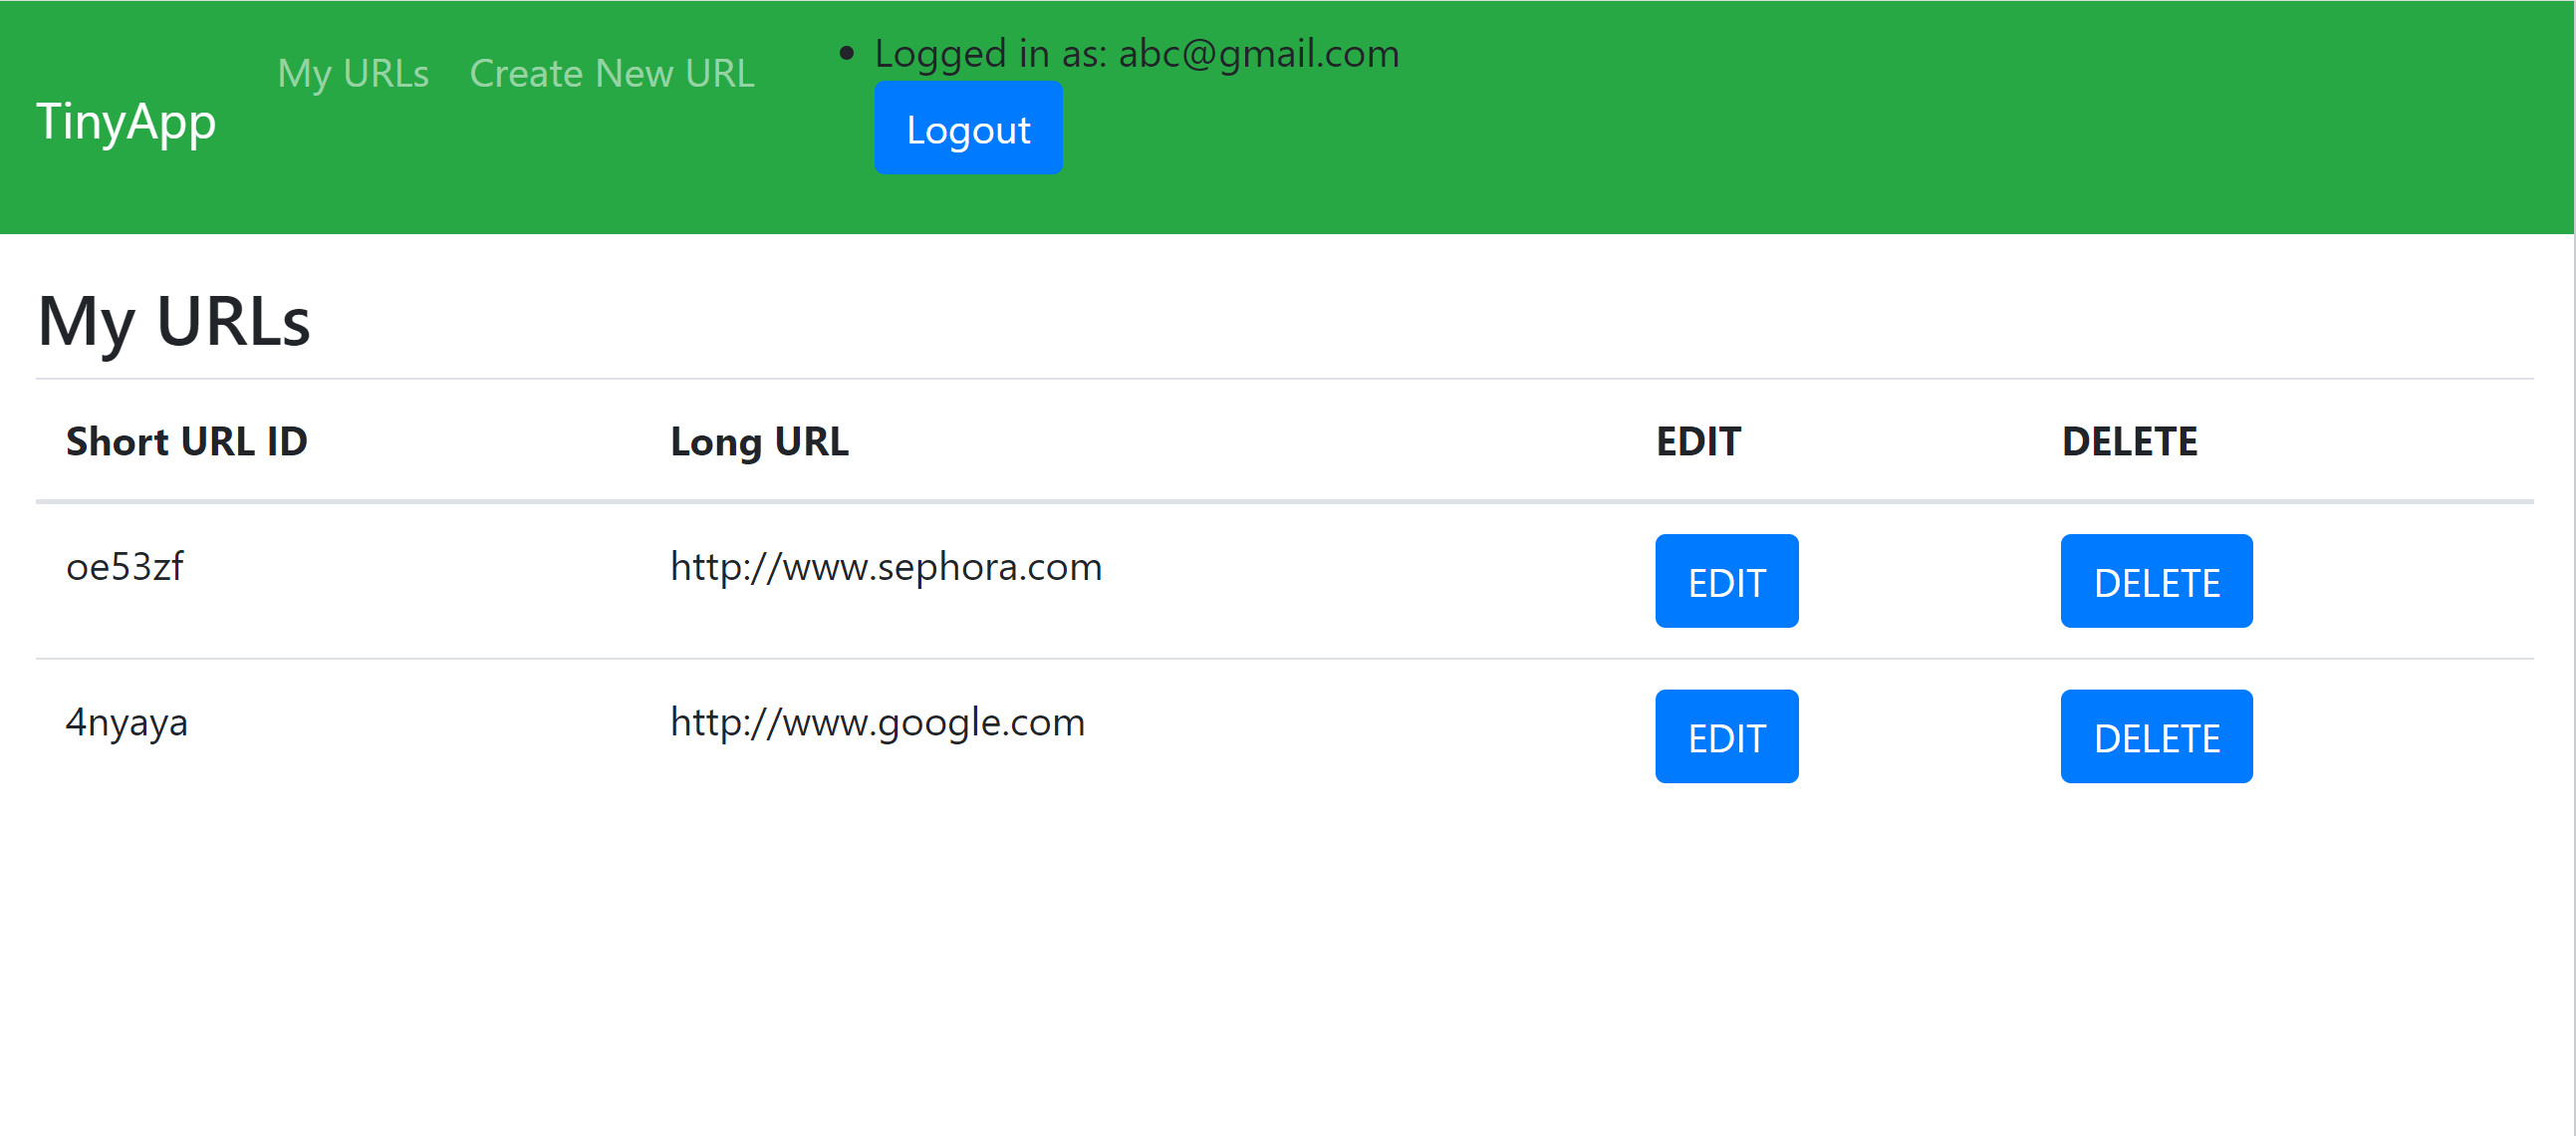 TinyApp
My URLs Create New URL
Logged in as: abc@gmail.com
Logout
My URLs
Short URL ID Long URL EDIT DELETE
oe53zf http://www.sephora.com EDIT DELETE
4nyaya http://www.google.com EDIT DELETE